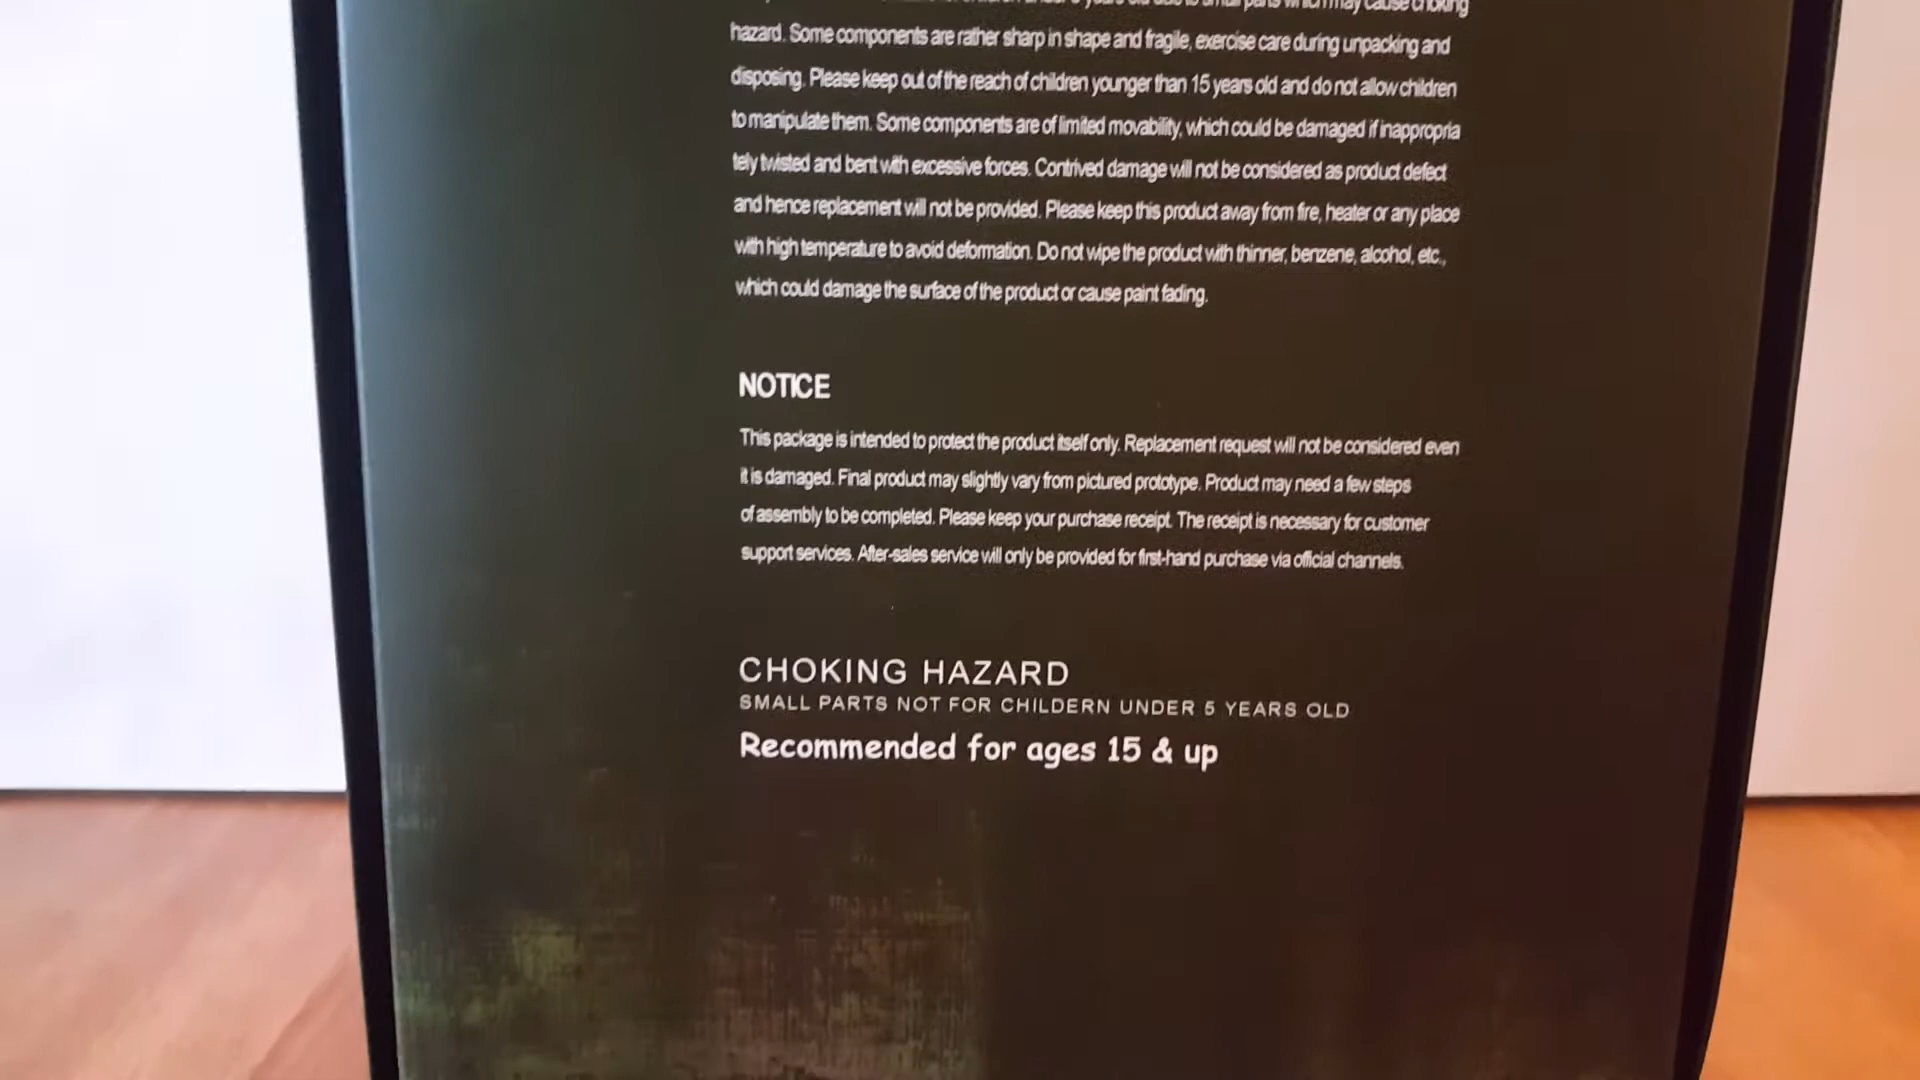 which may cause choking
hazard. Some components are rather sharp in shape and fragile, exercise care during unpacking and
disposing. Please keep out of the reach of children younger than 15 years old and do not allow children
to manipulate them. Some components are of limited movability, which could be damaged if inappropria
tely twisted and bent with excessive forces. Contrived damage will not be considered as product defect
and hence replacement will not be provided. Please keep this product away from fire, heater or any place
with high temperature to avoid deformation. Do not wipe the product with thinner, benzene, alcohol, etc.,
which could damage the surface of the product or cause paint fading.
NOTICE
This package is intended to protect the product itself only. Replacement request will not be considered even
it is damaged. Final product may slightly vary from pictured prototype. Product may need a few steps
of assembly to be completed. Please keep your purchase receipt. The receipt is necessary for customer
support services. After-sales service will only be provided for first-hand purchase via official channels.
CHOKING HAZARD
SMALL PARTS NOT FOR CHILDERN UNDER 5 YEARS OLD
Recommended for ages 15 & up